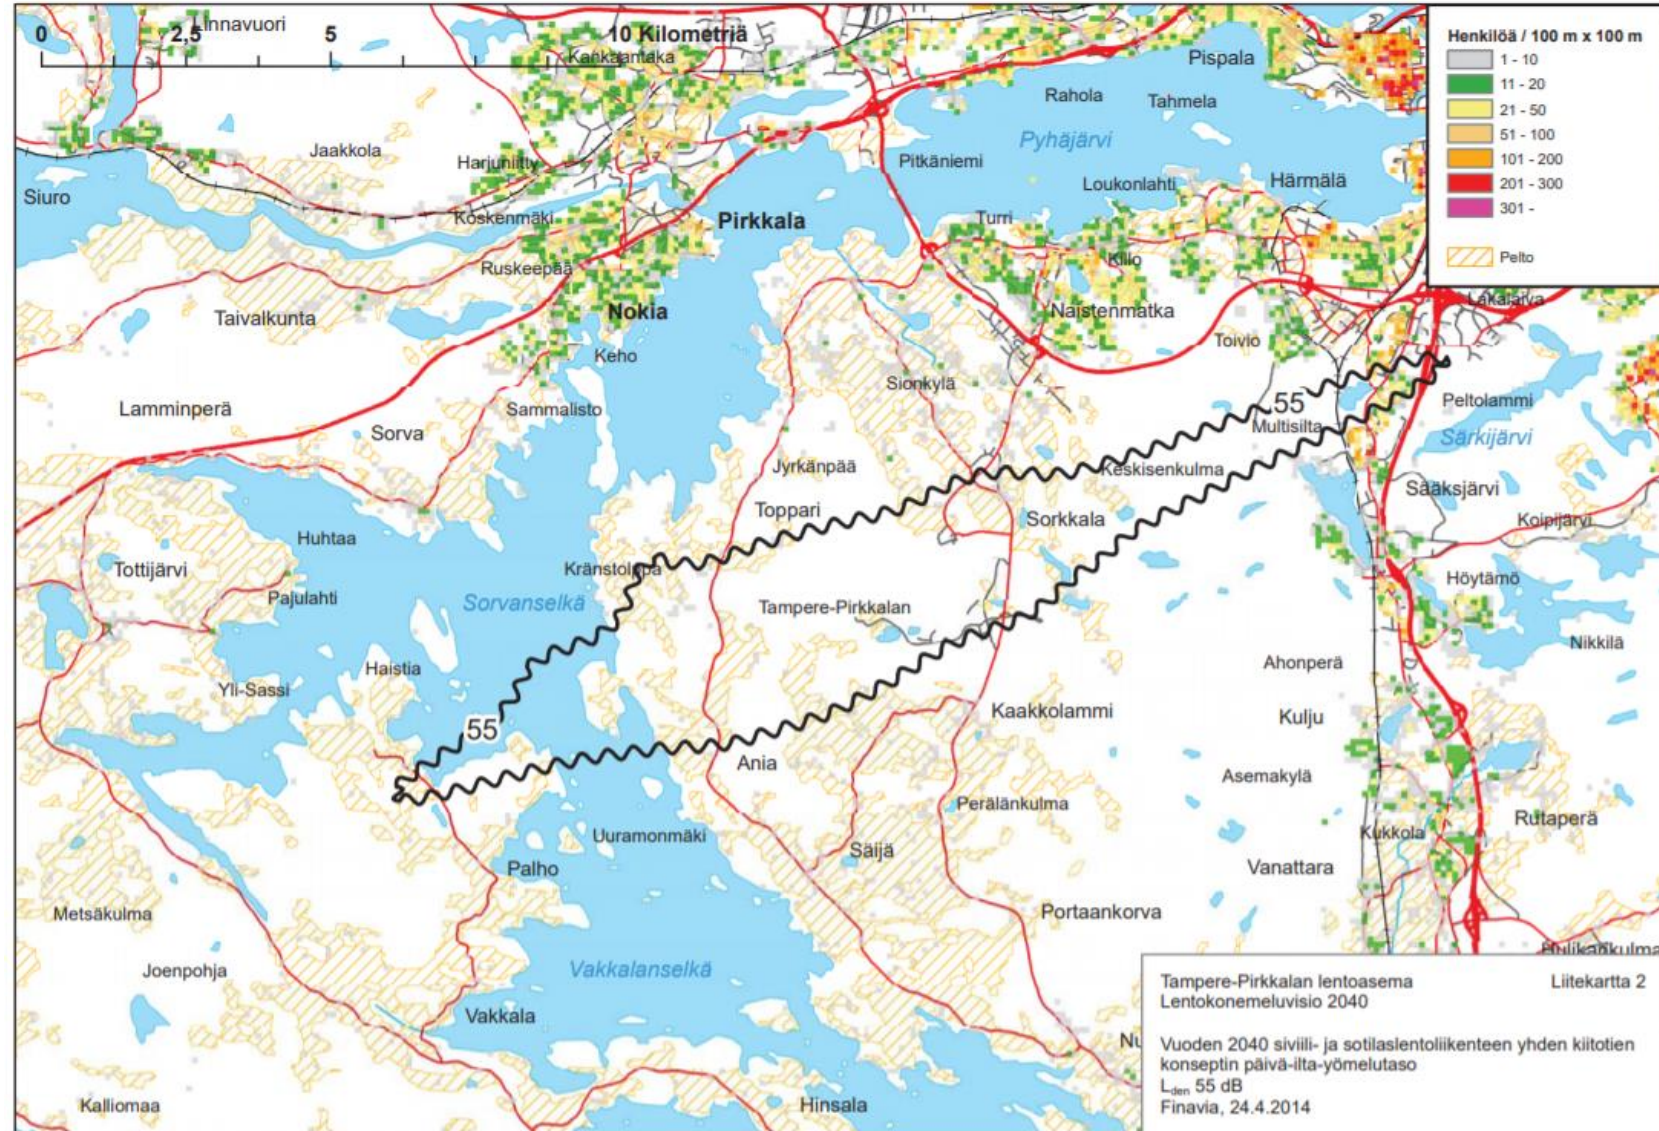 0 2,5 5 10 Kilometriä
Linnavuori
Kankaantaka
Pispala
Rahola
Tahmela
Jaakkola
Harjuniitty
Pyhäjärvi
Pitkäniemi
Siuro
Loukonlahti
Härmälä
Koskenmäki
Pirkkala
Turri
Ruskeepää
Killo
Taivalkunta
Nokia
Naistenmatka
Lakalaiva
Keho
Toivio
Sionkylä
Lamminperä
Sammalisto
Peltolammi
Sorva
55
Multisilta
Särkijärvi
Jyrkänpää
Keskisenkulma
Sääksjärvi
Toppari
Sorkkala
Koipijärvi
Huhtaa
Tottijärvi
Kränstolppa
Höytämö
Pajulahti
Sorvanselkä
Tampere-Pirkkalan
Nikkilä
Haistia
Ahonperä
Yli-Sassi
Kaakkolammi
Kulju
55
Ania
Asemakylä
Perälänkulma
Rutaperä
Uuramonmäki
Kukkola
Säijä
Palho
Vanattara
Metsäkulma
Portaankorva
Hulikankulma
Joenpohja
Vakkalanselkä
Vakkala
Nu
Kalliomaa
Hinsala
Henkilöä / 100 m x 100 m
1 - 10
11 - 20
21 - 50
51 - 100
101 - 200
201 - 300
301 -
Pelto
Tampere-Pirkkalan lentoasema Liitekartta 2
Lentokonemeluvisio 2040
Vuoden 2040 siviili- ja sotilaslentoliikenteen yhden kiitotien
konseptin päivä-ilta-yömelutaso
Lden 55 dB
Finavia, 24.4.2014